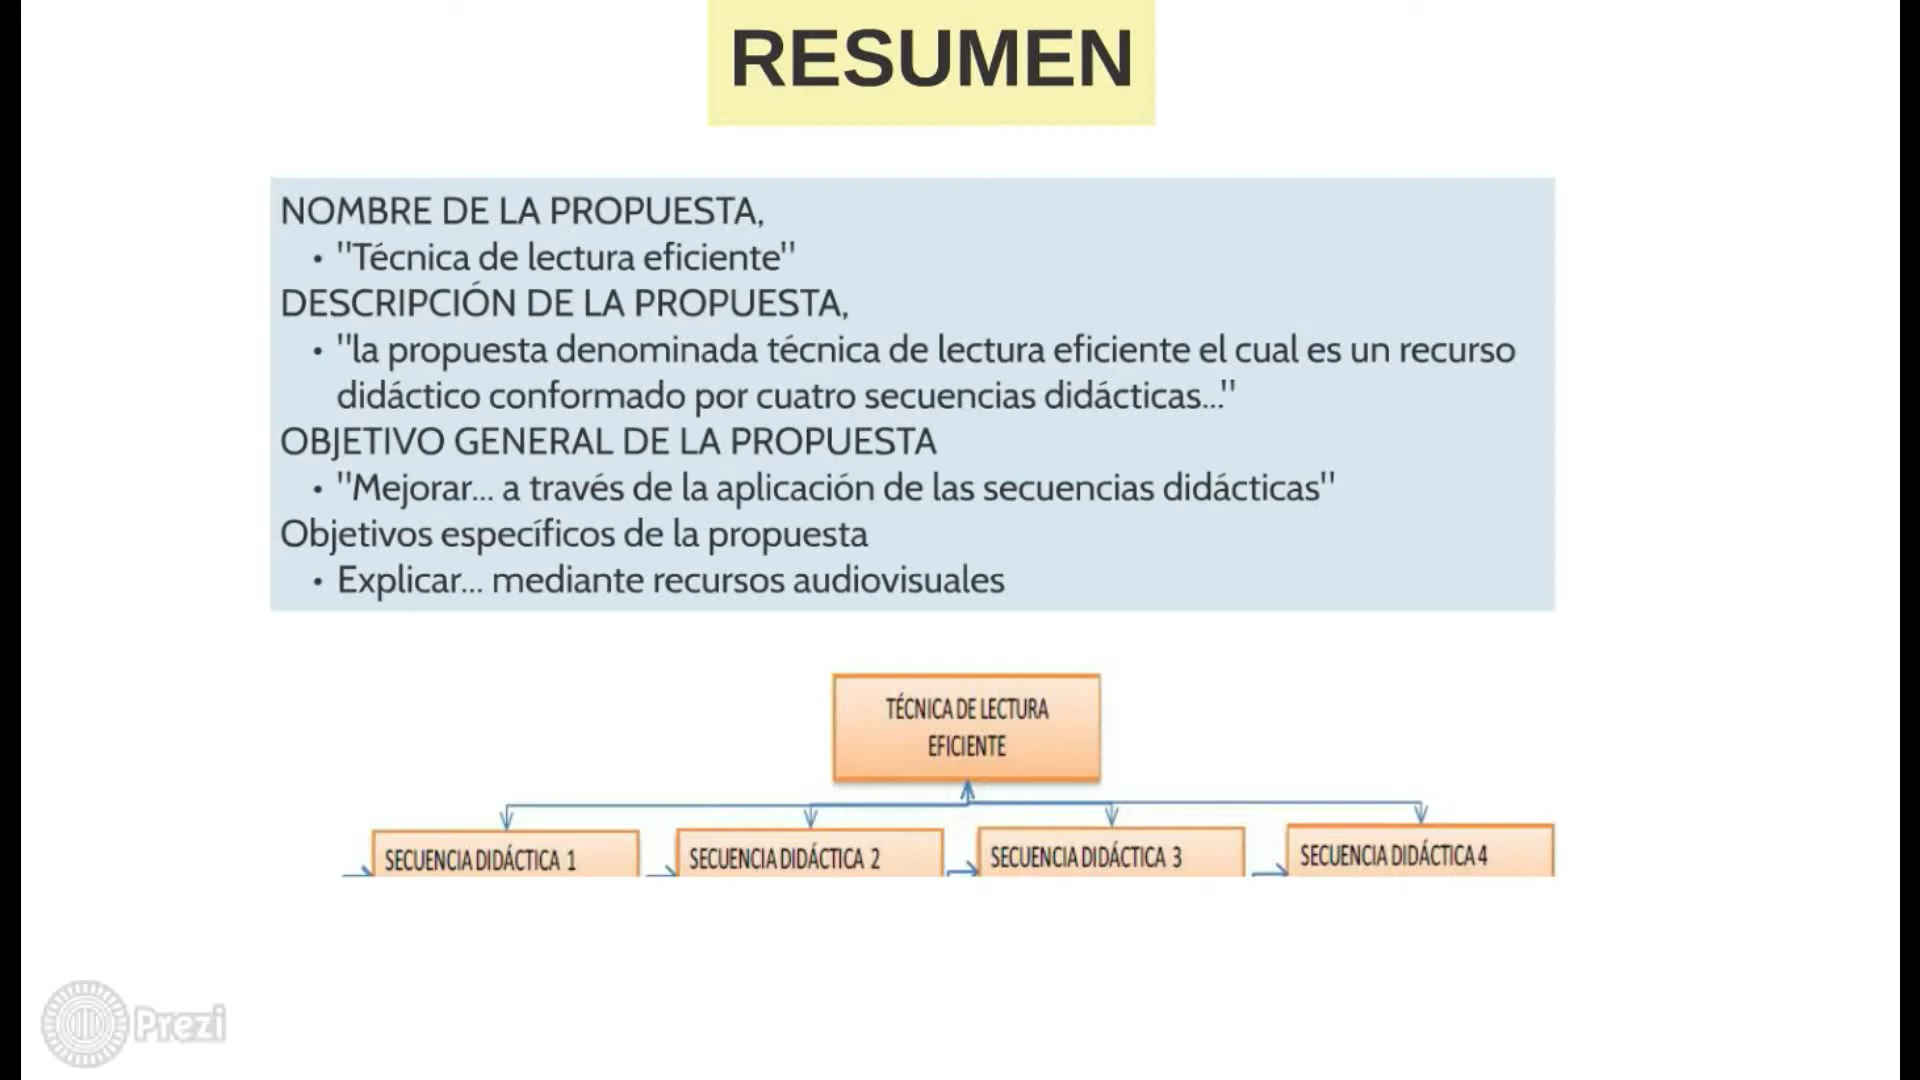 RESUMEN
NOMBRE DE LA PROPUESTA,
• "Técnica de lectura eficiente"
DESCRIPCIÓN DE LA PROPUESTA,
• "la propuesta denominada técnica de lectura eficiente el cual es un recurso
didáctico conformado por cuatro secuencias didácticas..."
OBJETIVO GENERAL DE LA PROPUESTA
• "Mejorar... a través de la aplicación de las secuencias didácticas"
Objetivos específicos de la propuesta
• Explicar... mediante recursos audiovisuales
TÉCNICA DE LECTURA
EFICIENTE
SECUENCIA DIDÁCTICA 1
SECUENCIA DIDÁCTICA 2
SECUENCIA DIDÁCTICA 3
SECUENCIA DIDÁCTICA 4
Prezi